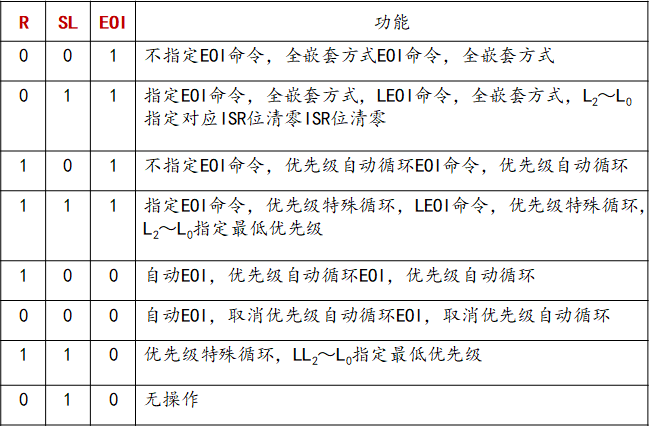 R SL EOI 功能
0 0 1 不指定EOI命令，全嵌套方式EOI命令，全嵌套方式
0 1 1 指定EOI命令，全嵌套方式，LEOI命令，全嵌套方式，L₂～L₀
指定对应ISR位清零ISR位清零
1 0 1 不指定EOI命令，优先级自动循环EOI命令，优先级自动循环
1 1 1 指定EOI命令，优先级特殊循环，LEOI命令，优先级特殊循环，
L₂～L₀指定最低优先级
1 0 0 自动EOI，优先级自动循环EOI，优先级自动循环
0 0 0 自动EOI，取消优先级自动循环EOI，取消优先级自动循环
1 1 0 优先级特殊循环，LL₂～L₀指定最低优先级
0 1 0 无操作